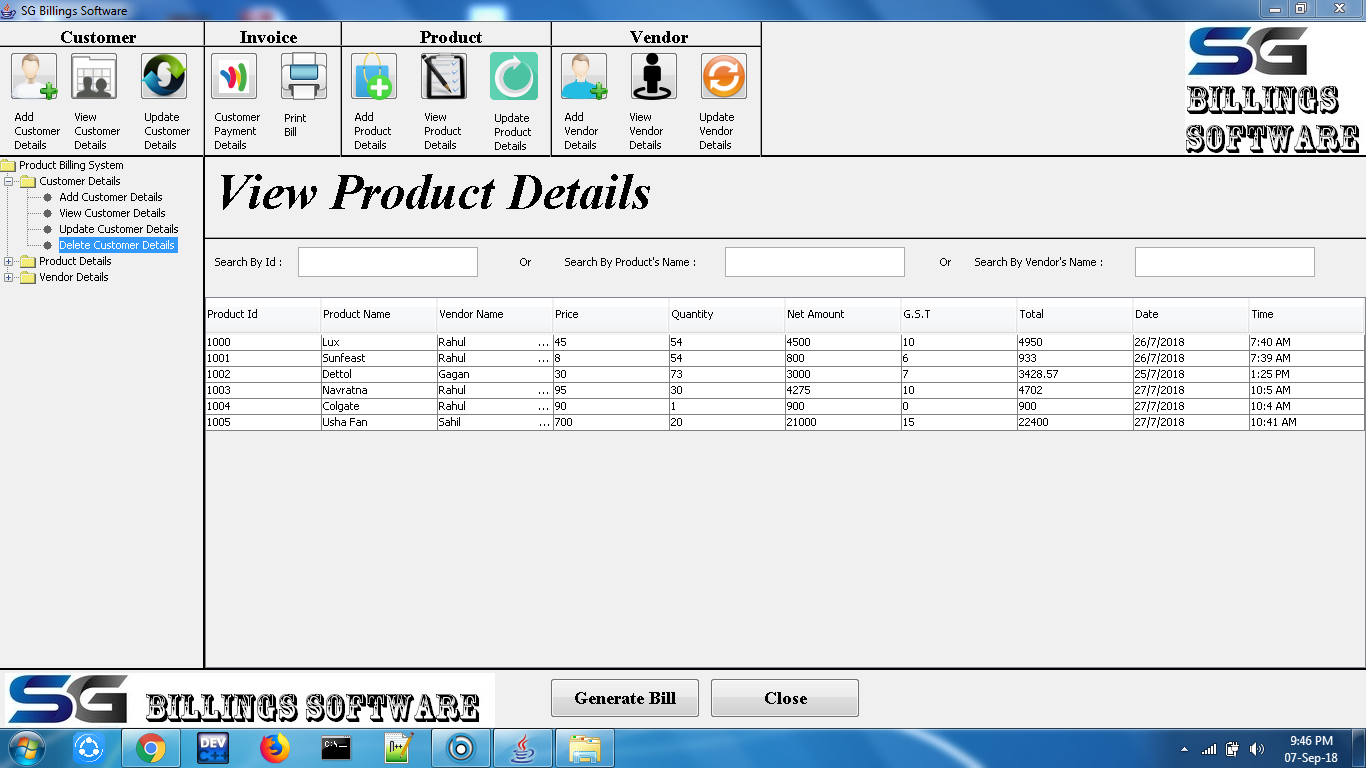 SG Billings Software
Customer Invoice Product Vendor
Add Customer Details
View Customer Details
Update Customer Details
Customer Payment Details
Print Bill
Add Product Details
View Product Details
Update Product Details
Add Vendor Details
View Vendor Details
Update Vendor Details
SG
BILLINGS
SOFTWARE
Product Billing System
Customer Details
Add Customer Details
View Customer Details
Update Customer Details
Delete Customer Details
Product Details
Vendor Details
View Product Details
Search By Id : Or Search By Product's Name : Or Search By Vendor's Name :
Product Id Product Name Vendor Name Price Quantity Net Amount G.S.T Total Date Time
1000 Lux Rahul ... 45 54 4500 10 4950 26/7/2018 7:40 AM
1001 Sunfeast Rahul ... 8 54 800 6 933 26/7/2018 7:39 AM
1002 Dettol Gagan 30 73 3000 7 3428.57 25/7/2018 1:25 PM
1003 Navratna Rahul ... 95 30 4275 10 4702 27/7/2018 10:5 AM
1004 Colgate Rahul ... 90 1 900 0 900 27/7/2018 10:4 AM
1005 Usha Fan Sahil ... 700 20 21000 15 22400 27/7/2018 10:41 AM
SG BILLINGS SOFTWARE
Generate Bill Close
DEV C++
C:\_
n++
9:46 PM
07-Sep-18